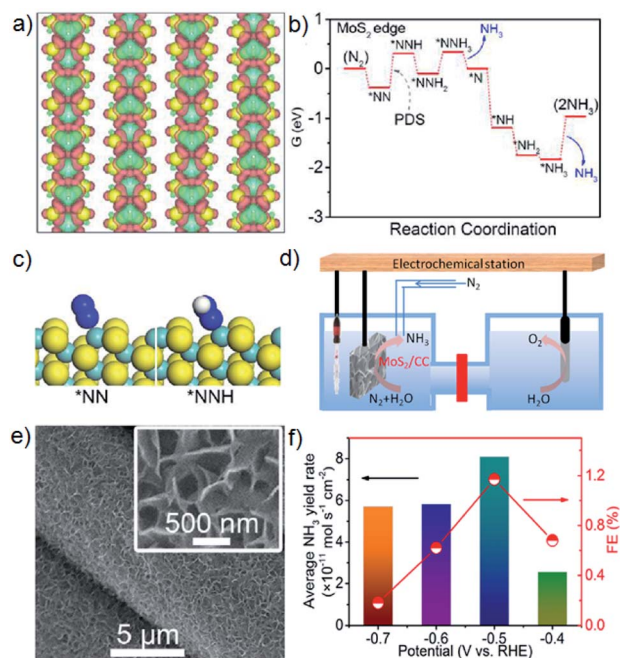 a)
b)
MoS₂ edge
(N₂)
*NN
*NNH
*NNH₂
*NNH₃
NH₃
*N
PDS
*NH
*NH₂
*NH₃
(2NH₃)
NH₃
G (eV)
1
0
-1
-2
-3
Reaction Coordination
c)
*NN
*NNH
d)
Electrochemical station
N₂
NH₃
MoS₂/CC
N₂+H₂O
O₂
H₂O
e)
500 nm
5 µm
f)
Average NH₃ yield rate
(×10⁻¹¹ mol s⁻¹ cm⁻²)
8
6
4
2
0
1.2
0.8
0.4
0.0
FE (%)
-0.7 -0.6 -0.5 -0.4
Potential (V vs. RHE)